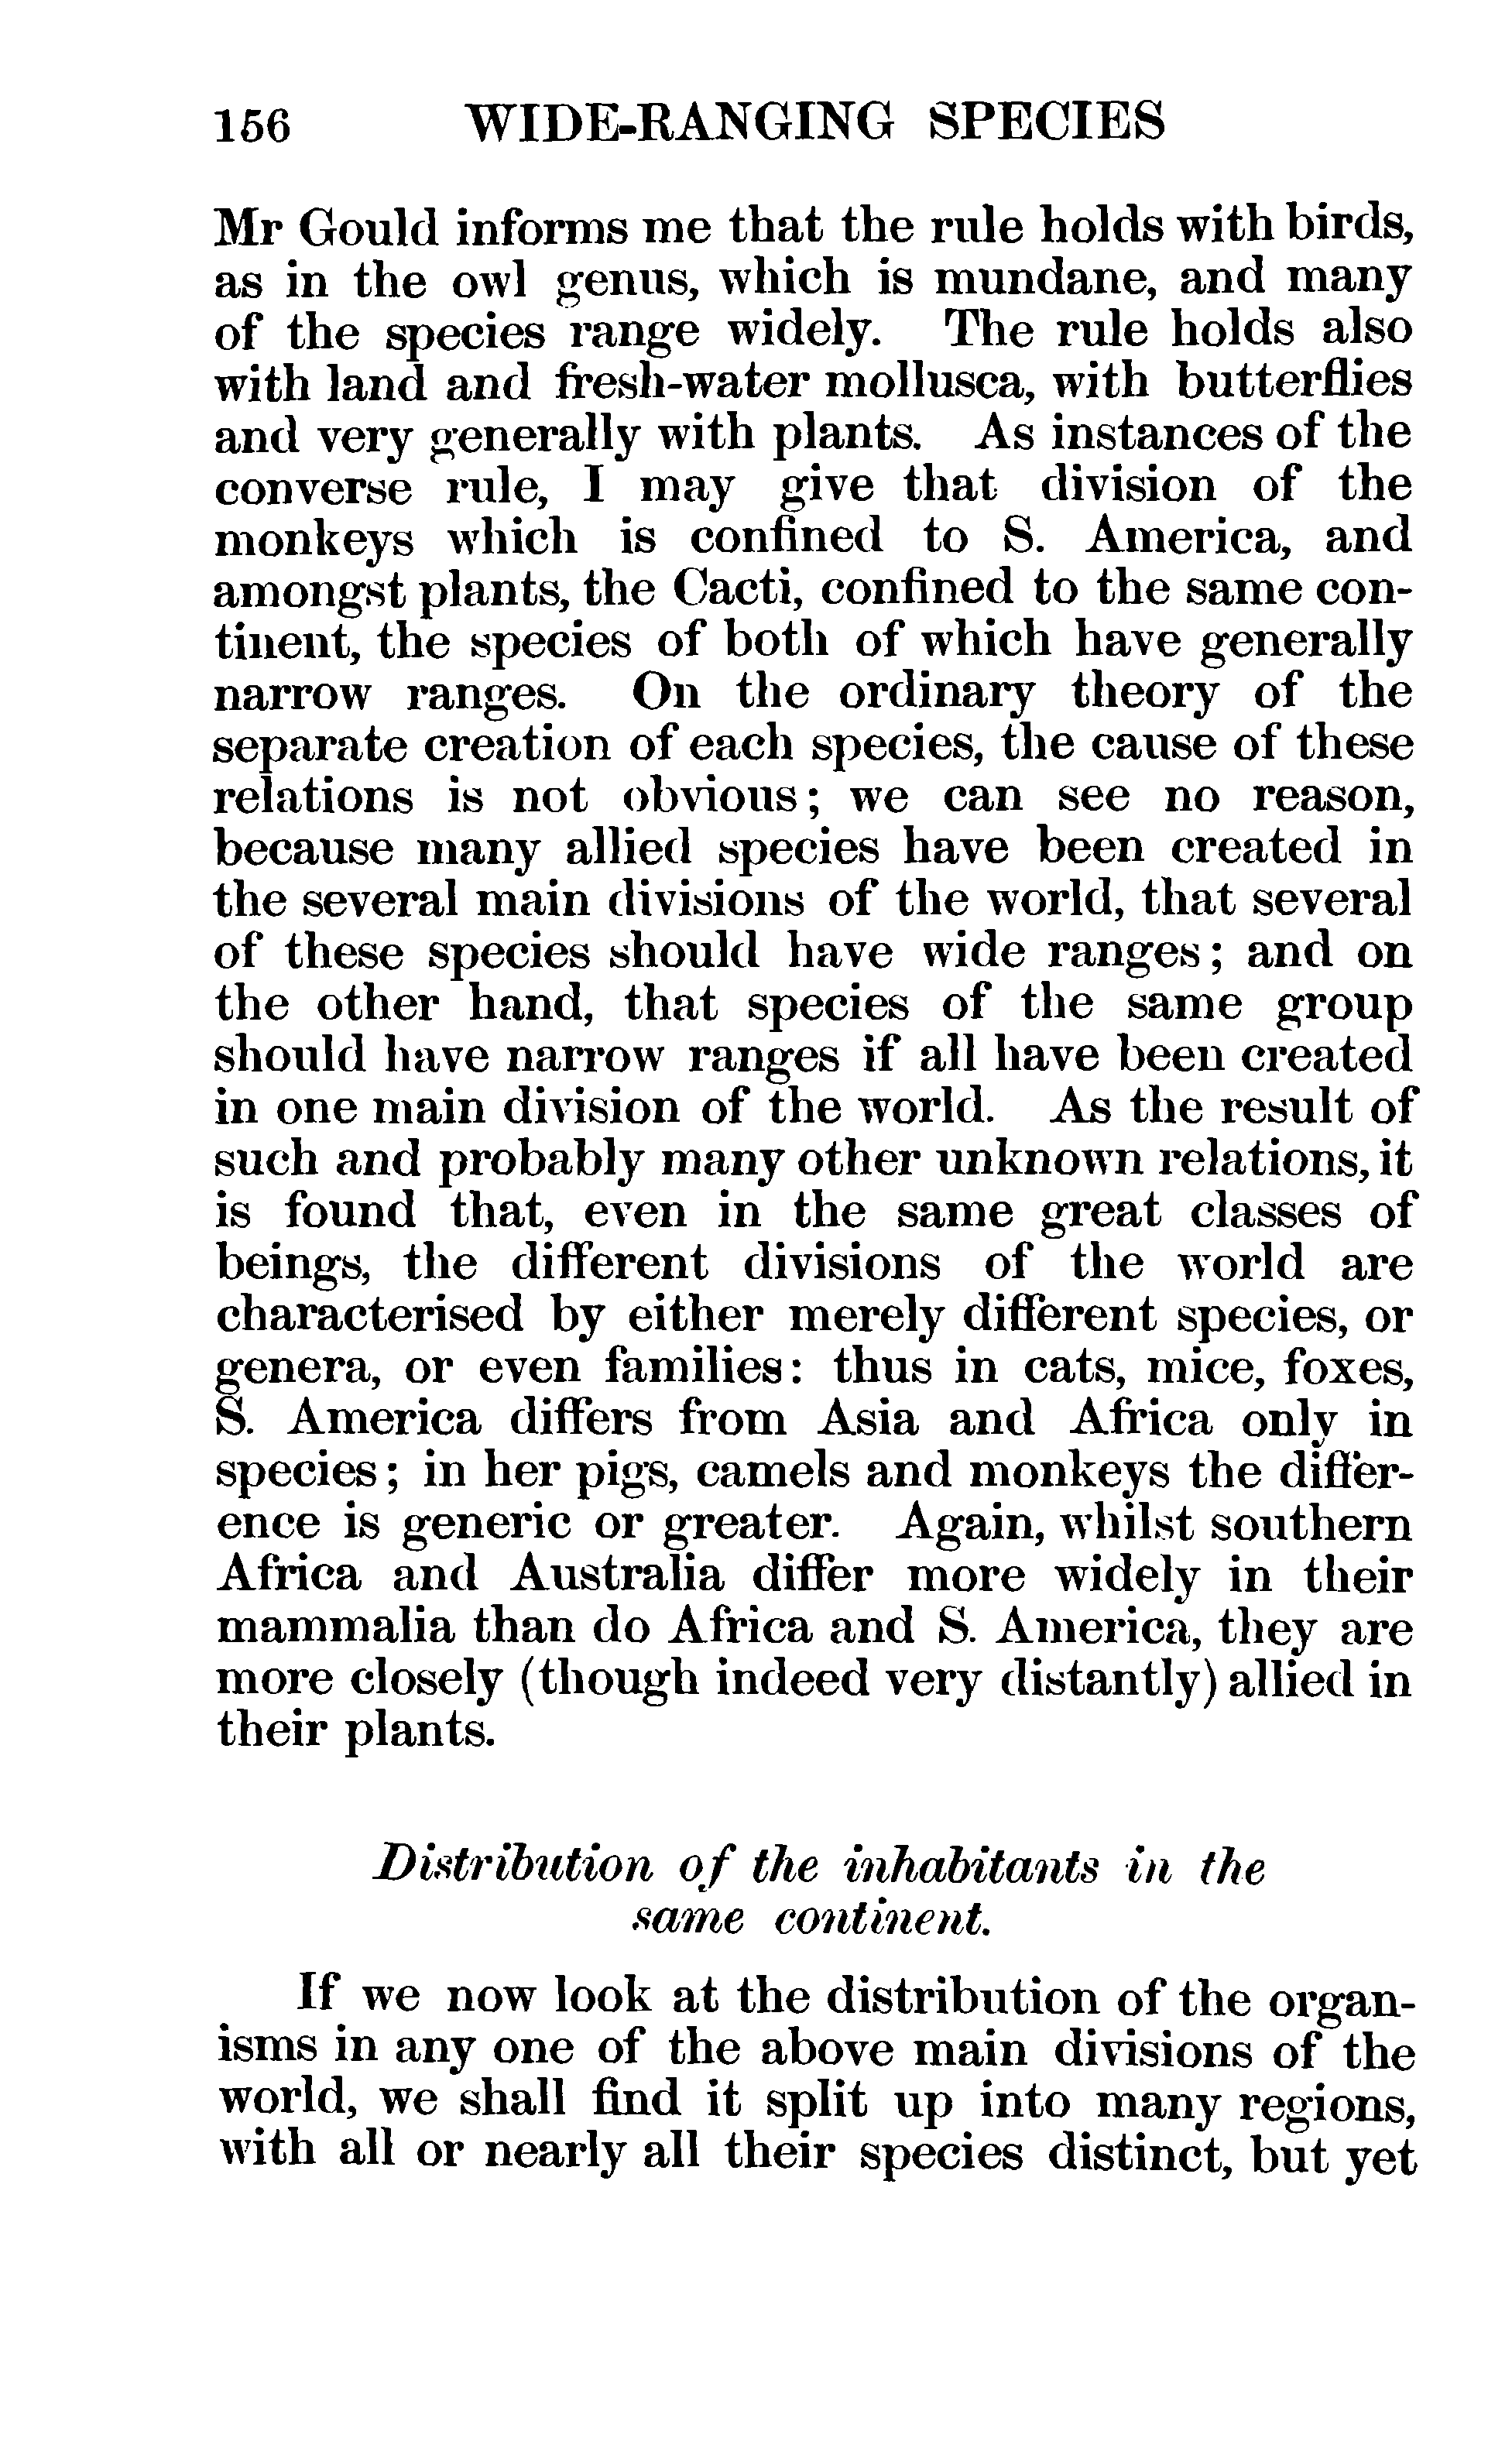 156 WIDE-RANGING SPECIES
Mr Gould informs me that the rule holds with birds,
as in the owl genus, which is mundane, and many
of the species range widely. The rule holds also
with land and fresh-water mollusca, with butterflies
and very generally with plants. As instances of the
converse rule, I may give that division of the
monkeys which is confined to S. America, and
amongst plants, the Cacti, confined to the same con-
tinent, the species of both of which have generally
narrow ranges. On the ordinary theory of the
separate creation of each species, the cause of these
relations is not obvious; we can see no reason,
because many allied species have been created in
the several main divisions of the world, that several
of these species should have wide ranges; and on
the other hand, that species of the same group
should have narrow ranges if all have been created
in one main division of the world. As the result of
such and probably many other unknown relations, it
is found that, even in the same great classes of
beings, the different divisions of the world are
characterised by either merely different species, or
genera, or even families: thus in cats, mice, foxes,
S. America differs from Asia and Africa only in
species; in her pigs, camels and monkeys the differ-
ence is generic or greater. Again, whilst southern
Africa and Australia differ more widely in their
mammalia than do Africa and S. America, they are
more closely (though indeed very distantly) allied in
their plants.
Distribution of the inhabitants in the
same continent.
If we now look at the distribution of the organ-
isms in any one of the above main divisions of the
world, we shall find it split up into many regions,
with all or nearly all their species distinct, but yet